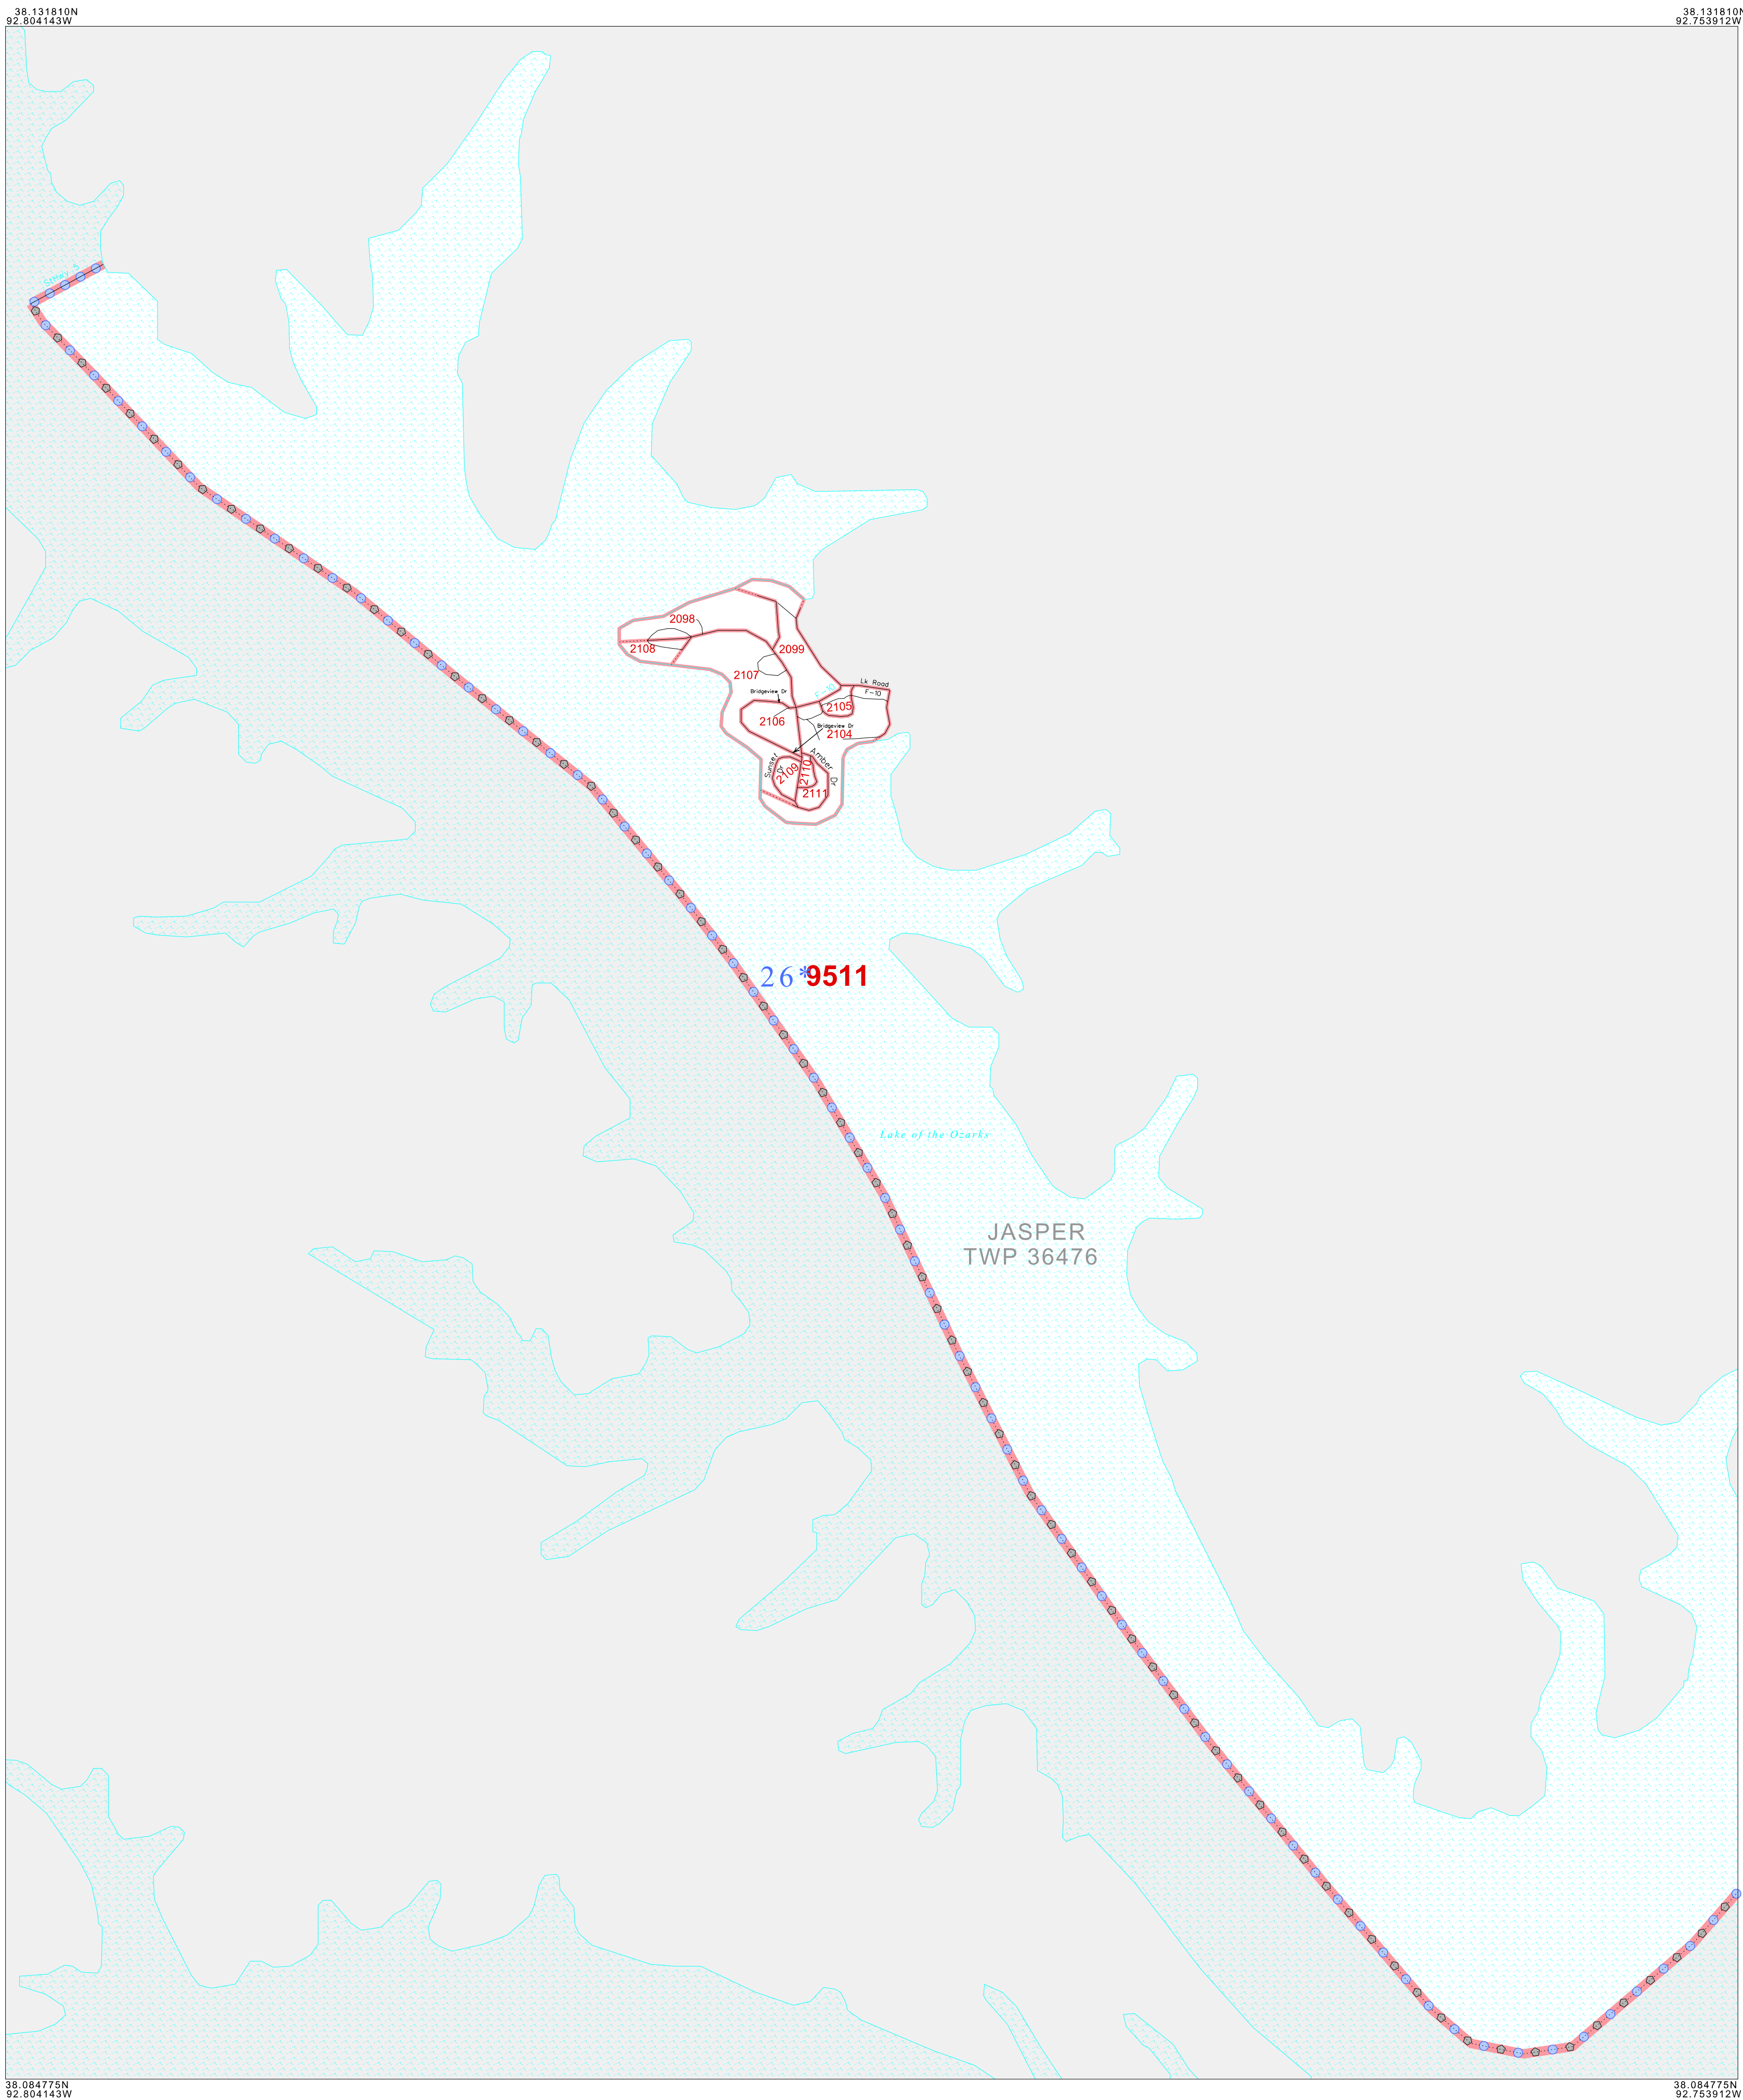 38.131810N
92.804143W
38.131810N
92.753912W
2098
2108
2099
2107
Lk Road
F-10
F-10
Bridgeview Dr
2105
2106
Bridgeview Dr
2104
Sunset Dr
Amber Dr
2109
2110
2111
26*9511
Lake of the Ozarks
JASPER
TWP 36476
38.084775N
92.804143W
38.084775N
92.753912W